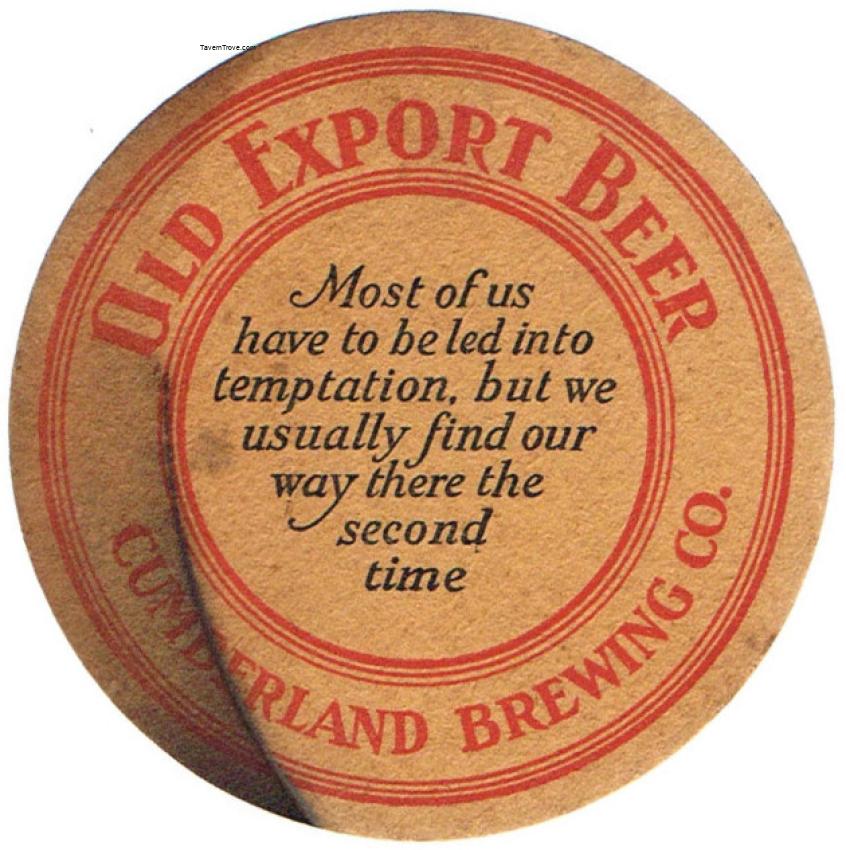 TavernTrove.com
OLD EXPORT BEER
Most of us
have to be led into
temptation, but we
usually find our
way there the
second
time
CUMBERLAND BREWING CO.